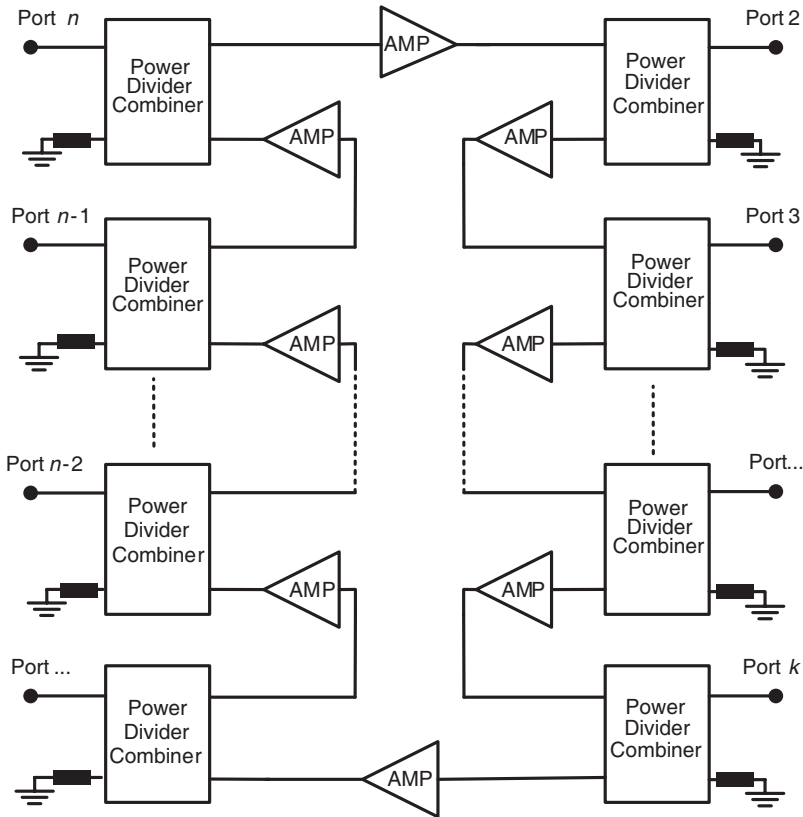 Port n
Power
Divider
Combiner
AMP
Power
Divider
Combiner
Port 2
AMP
AMP
Port n-1
Power
Divider
Combiner
Power
Divider
Combiner
Port 3
AMP
AMP
Port n-2
Power
Divider
Combiner
Power
Divider
Combiner
Port...
AMP
AMP
Port ...
Power
Divider
Combiner
AMP
Power
Divider
Combiner
Port k